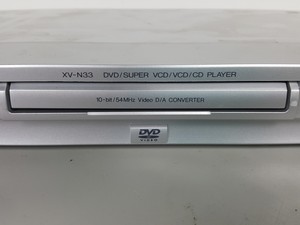 XV-N33 DVD/SUPER VCD/VCD/CD PLAYER
10-bit/54MHz Video D/A CONVERTER
DVD
VIDEO